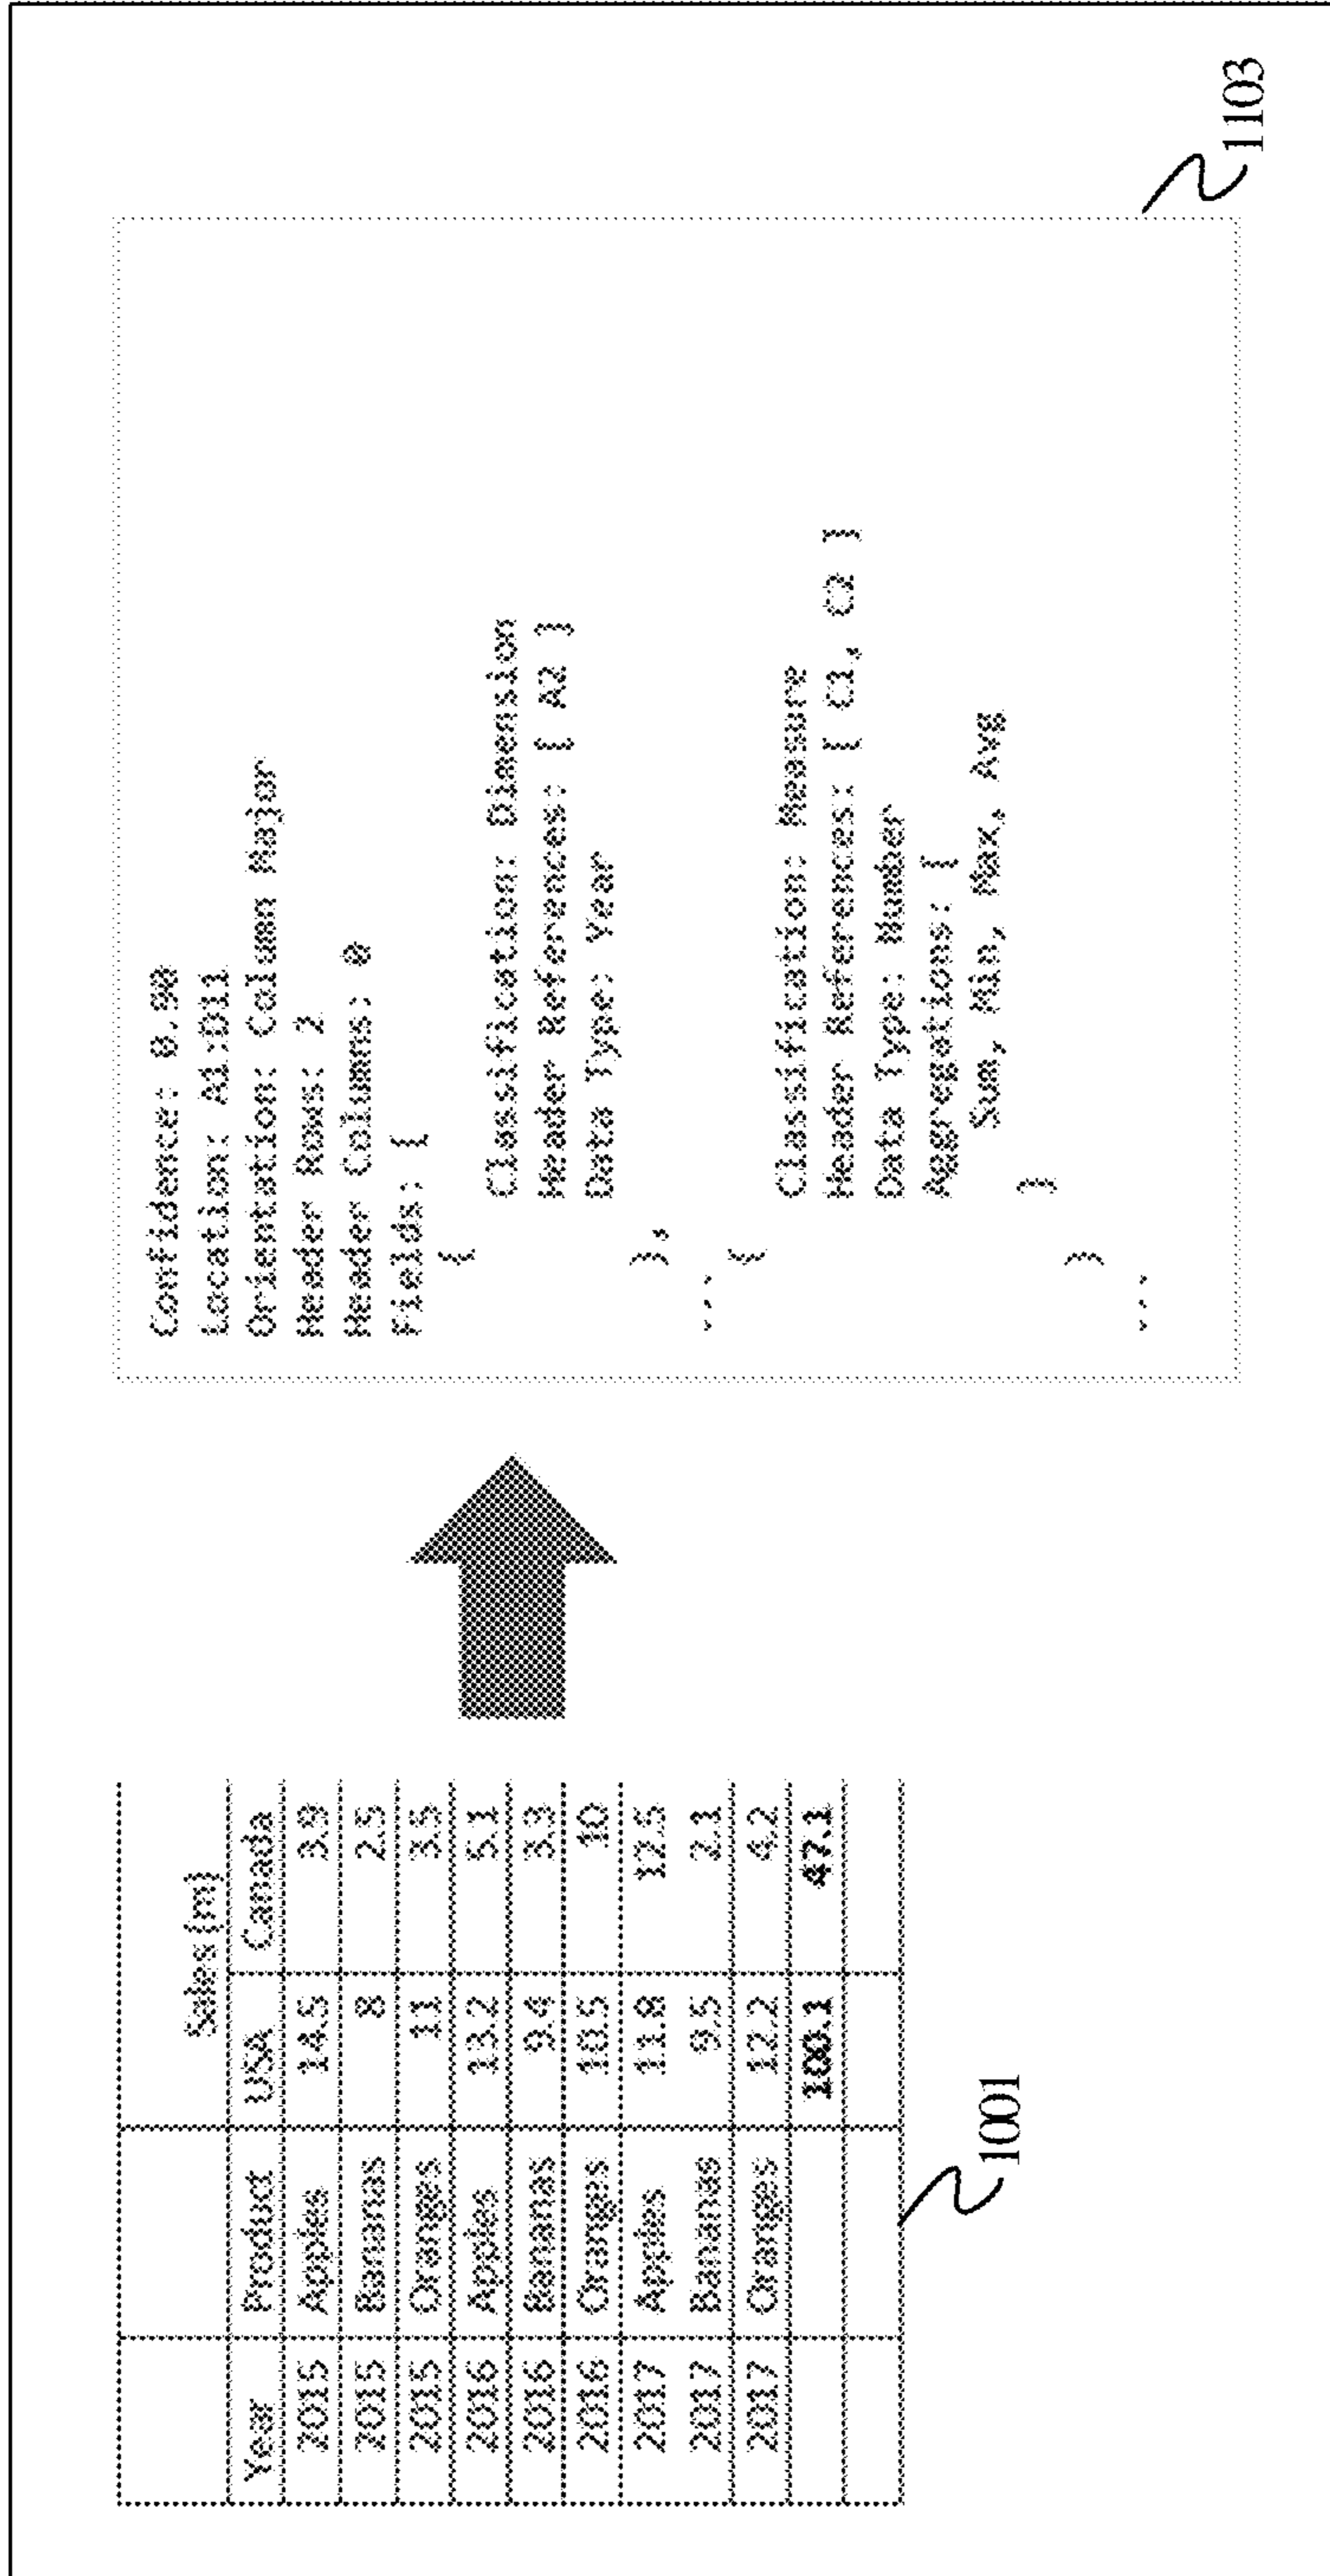 Sales (m)
Year Product USA Canada
2015 Apples 14.5 3.9
2015 Bananas 8 2.5
2015 Oranges 11 3.5
2016 Apples 13.2 5.1
2016 Bananas 9.4 3.3
2016 Oranges 10.5 10
2017 Apples 11.8 12.5
2017 Bananas 9.5 2.1
2017 Oranges 12.2 4.2
100.1 47.1
1001
Confidence: 0.90
Location: A1:D11
Orientation: Column Major
Header Rows: 2
Header Columns: 0
Fields: [
{
Classification: Dimension
Header References: [ A2 ]
Data Type: Year
},
...
{
Classification: Measure
Header References: [ C1, C2 ]
Data Type: Number
Aggregations: [
Sum, Min, Max, Avg
]
}
...
1103